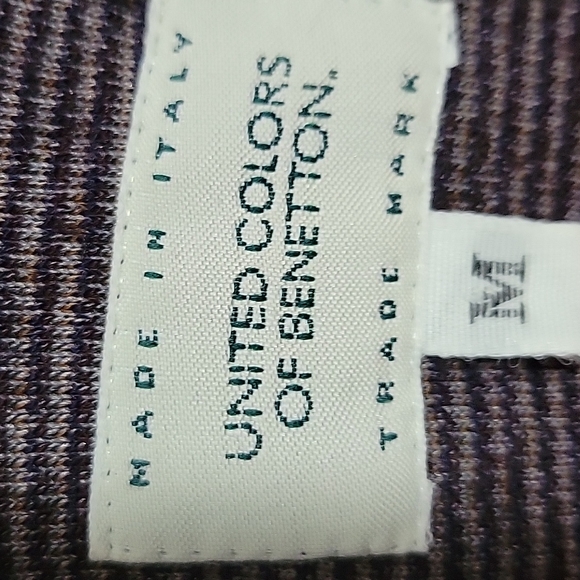 MADE IN ITALY
UNITED COLORS
OF BENETTON.
TRADE MARK
M